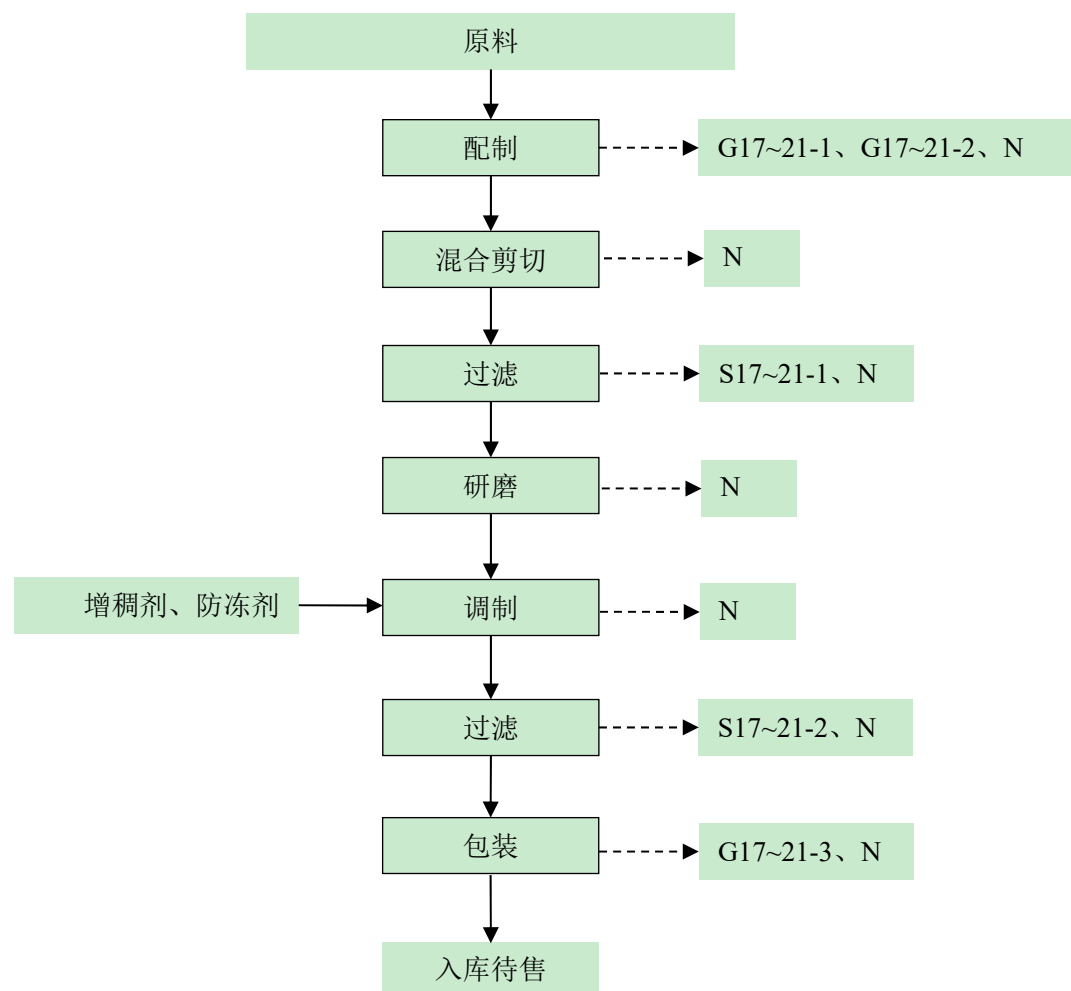 原料
配制
G17~21-1、G17~21-2、N
混合剪切
N
过滤
S17~21-1、N
研磨
N
增稠剂、防冻剂
调制
N
过滤
S17~21-2、N
包装
G17~21-3、N
入库待售